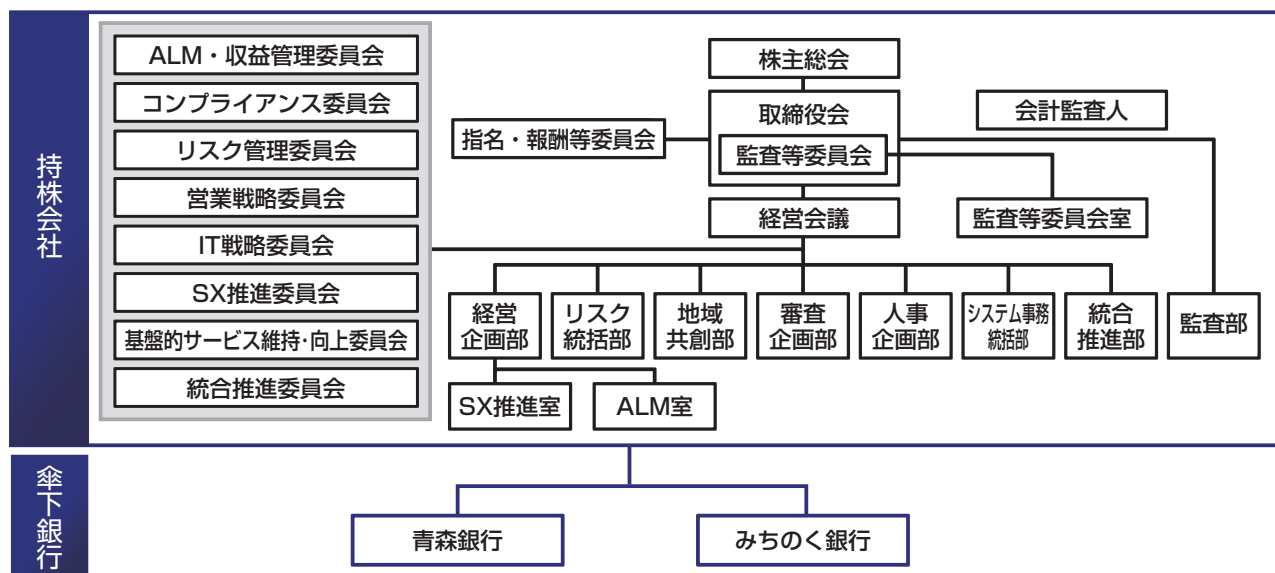 持株会社
ALM・収益管理委員会
コンプライアンス委員会
リスク管理委員会
営業戦略委員会
IT戦略委員会
SX推進委員会
基盤的サービス維持・向上委員会
統合推進委員会
株主総会
取締役会
監査等委員会
指名・報酬等委員会
会計監査人
経営会議
監査等委員会室
経営
企画部
リスク
統括部
地域
共創部
審査
企画部
人事
企画部
システム事務
統括部
統合
推進部
監査部
SX推進室
ALM室
傘下銀行
青森銀行
みちのく銀行